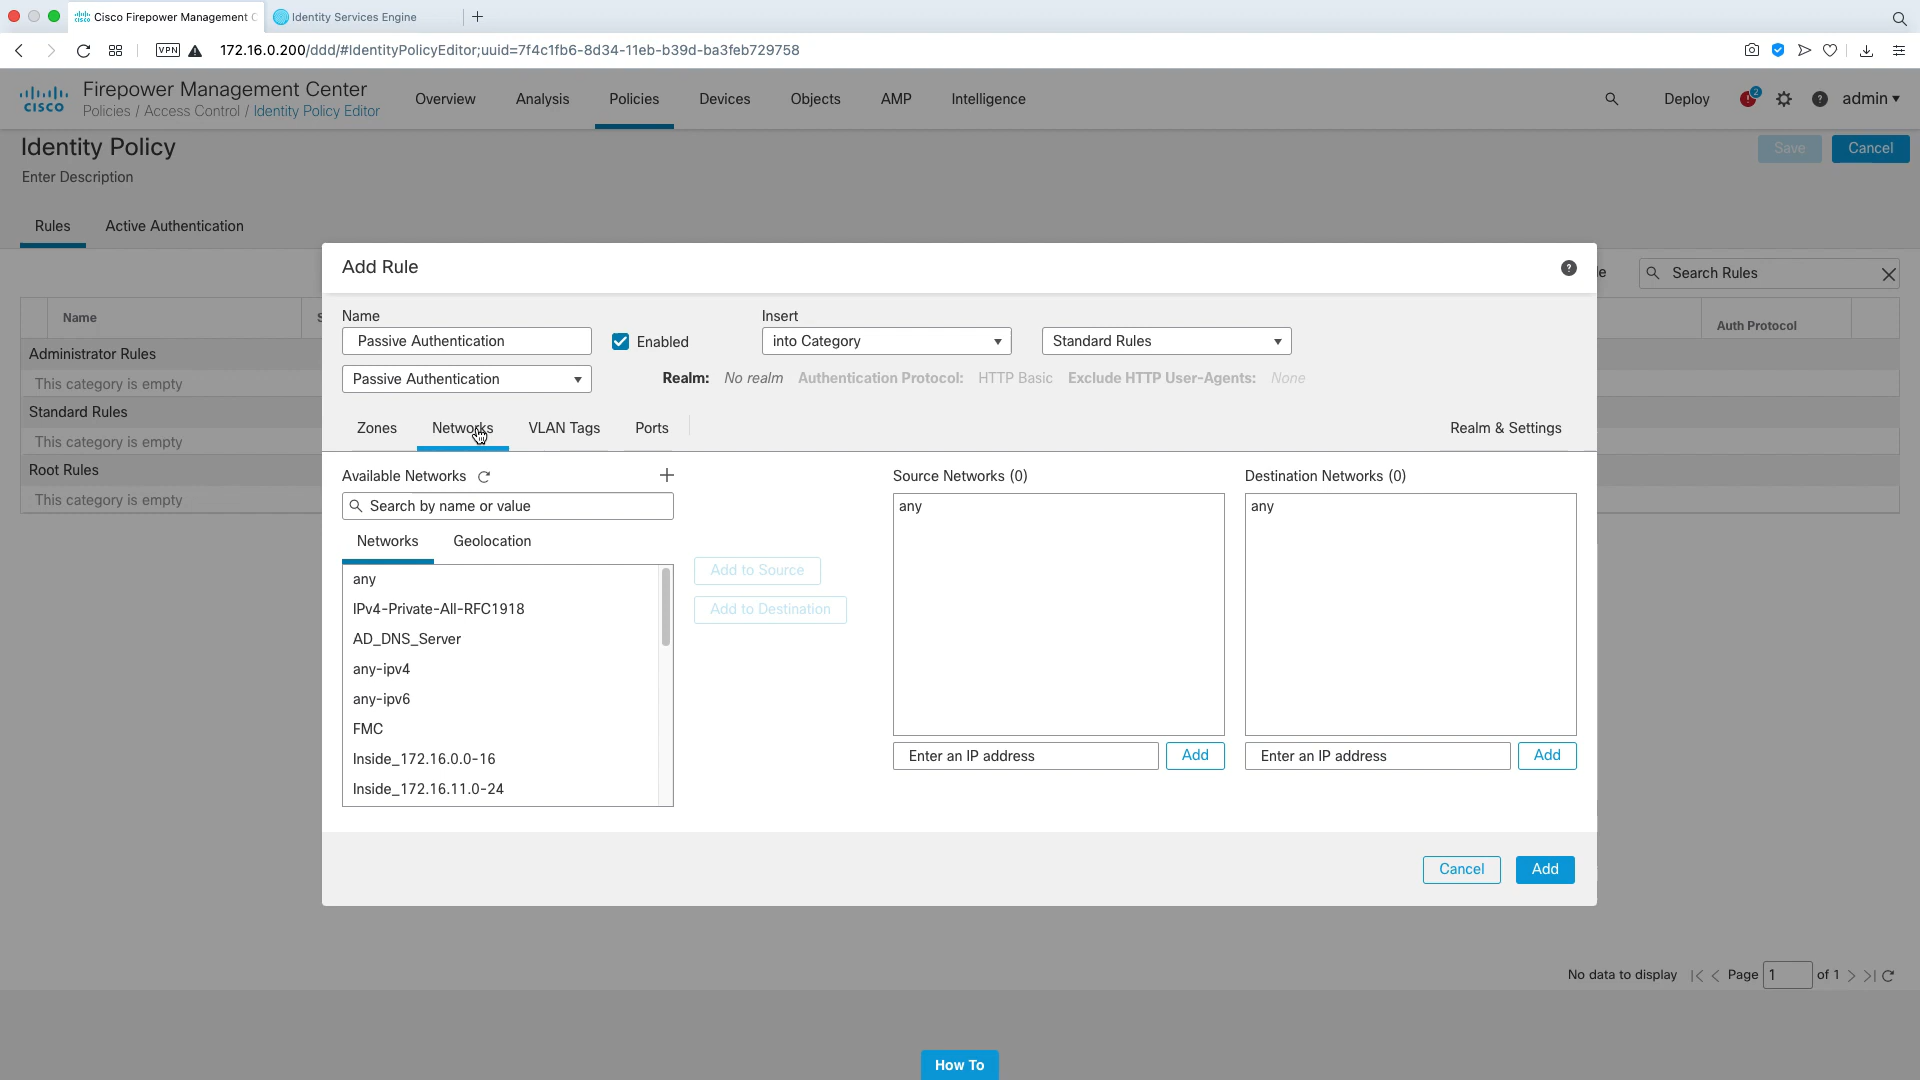 Cisco Firepower Management C
Identity Services Engine
VPN
172.16.0.200/ddd/#IdentityPolicyEditor;uuid=7f4c1fb6-8d34-11eb-b39d-ba3feb729758
CISCO
Firepower Management Center
Policies / Access Control / Identity Policy Editor
Overview
Analysis
Policies
Devices
Objects
AMP
Intelligence
Deploy
2
admin
Identity Policy
Enter Description
Save
Cancel
Rules
Active Authentication
Search Rules
Name
Auth Protocol
Administrator Rules
This category is empty
Standard Rules
This category is empty
Root Rules
This category is empty
Add Rule
Name
Passive Authentication
Enabled
Insert
into Category
Standard Rules
Passive Authentication
Realm: No realm Authentication Protocol: HTTP Basic Exclude HTTP User-Agents: None
Zones
Networks
VLAN Tags
Ports
Realm & Settings
Available Networks
Search by name or value
Networks
Geolocation
any
IPv4-Private-All-RFC1918
AD_DNS_Server
any-ipv4
any-ipv6
FMC
Inside_172.16.0.0-16
Inside_172.16.11.0-24
Add to Source
Add to Destination
Source Networks (0)
any
Enter an IP address
Add
Destination Networks (0)
any
Enter an IP address
Add
Cancel
Add
No data to display
Page 1 of 1
How To